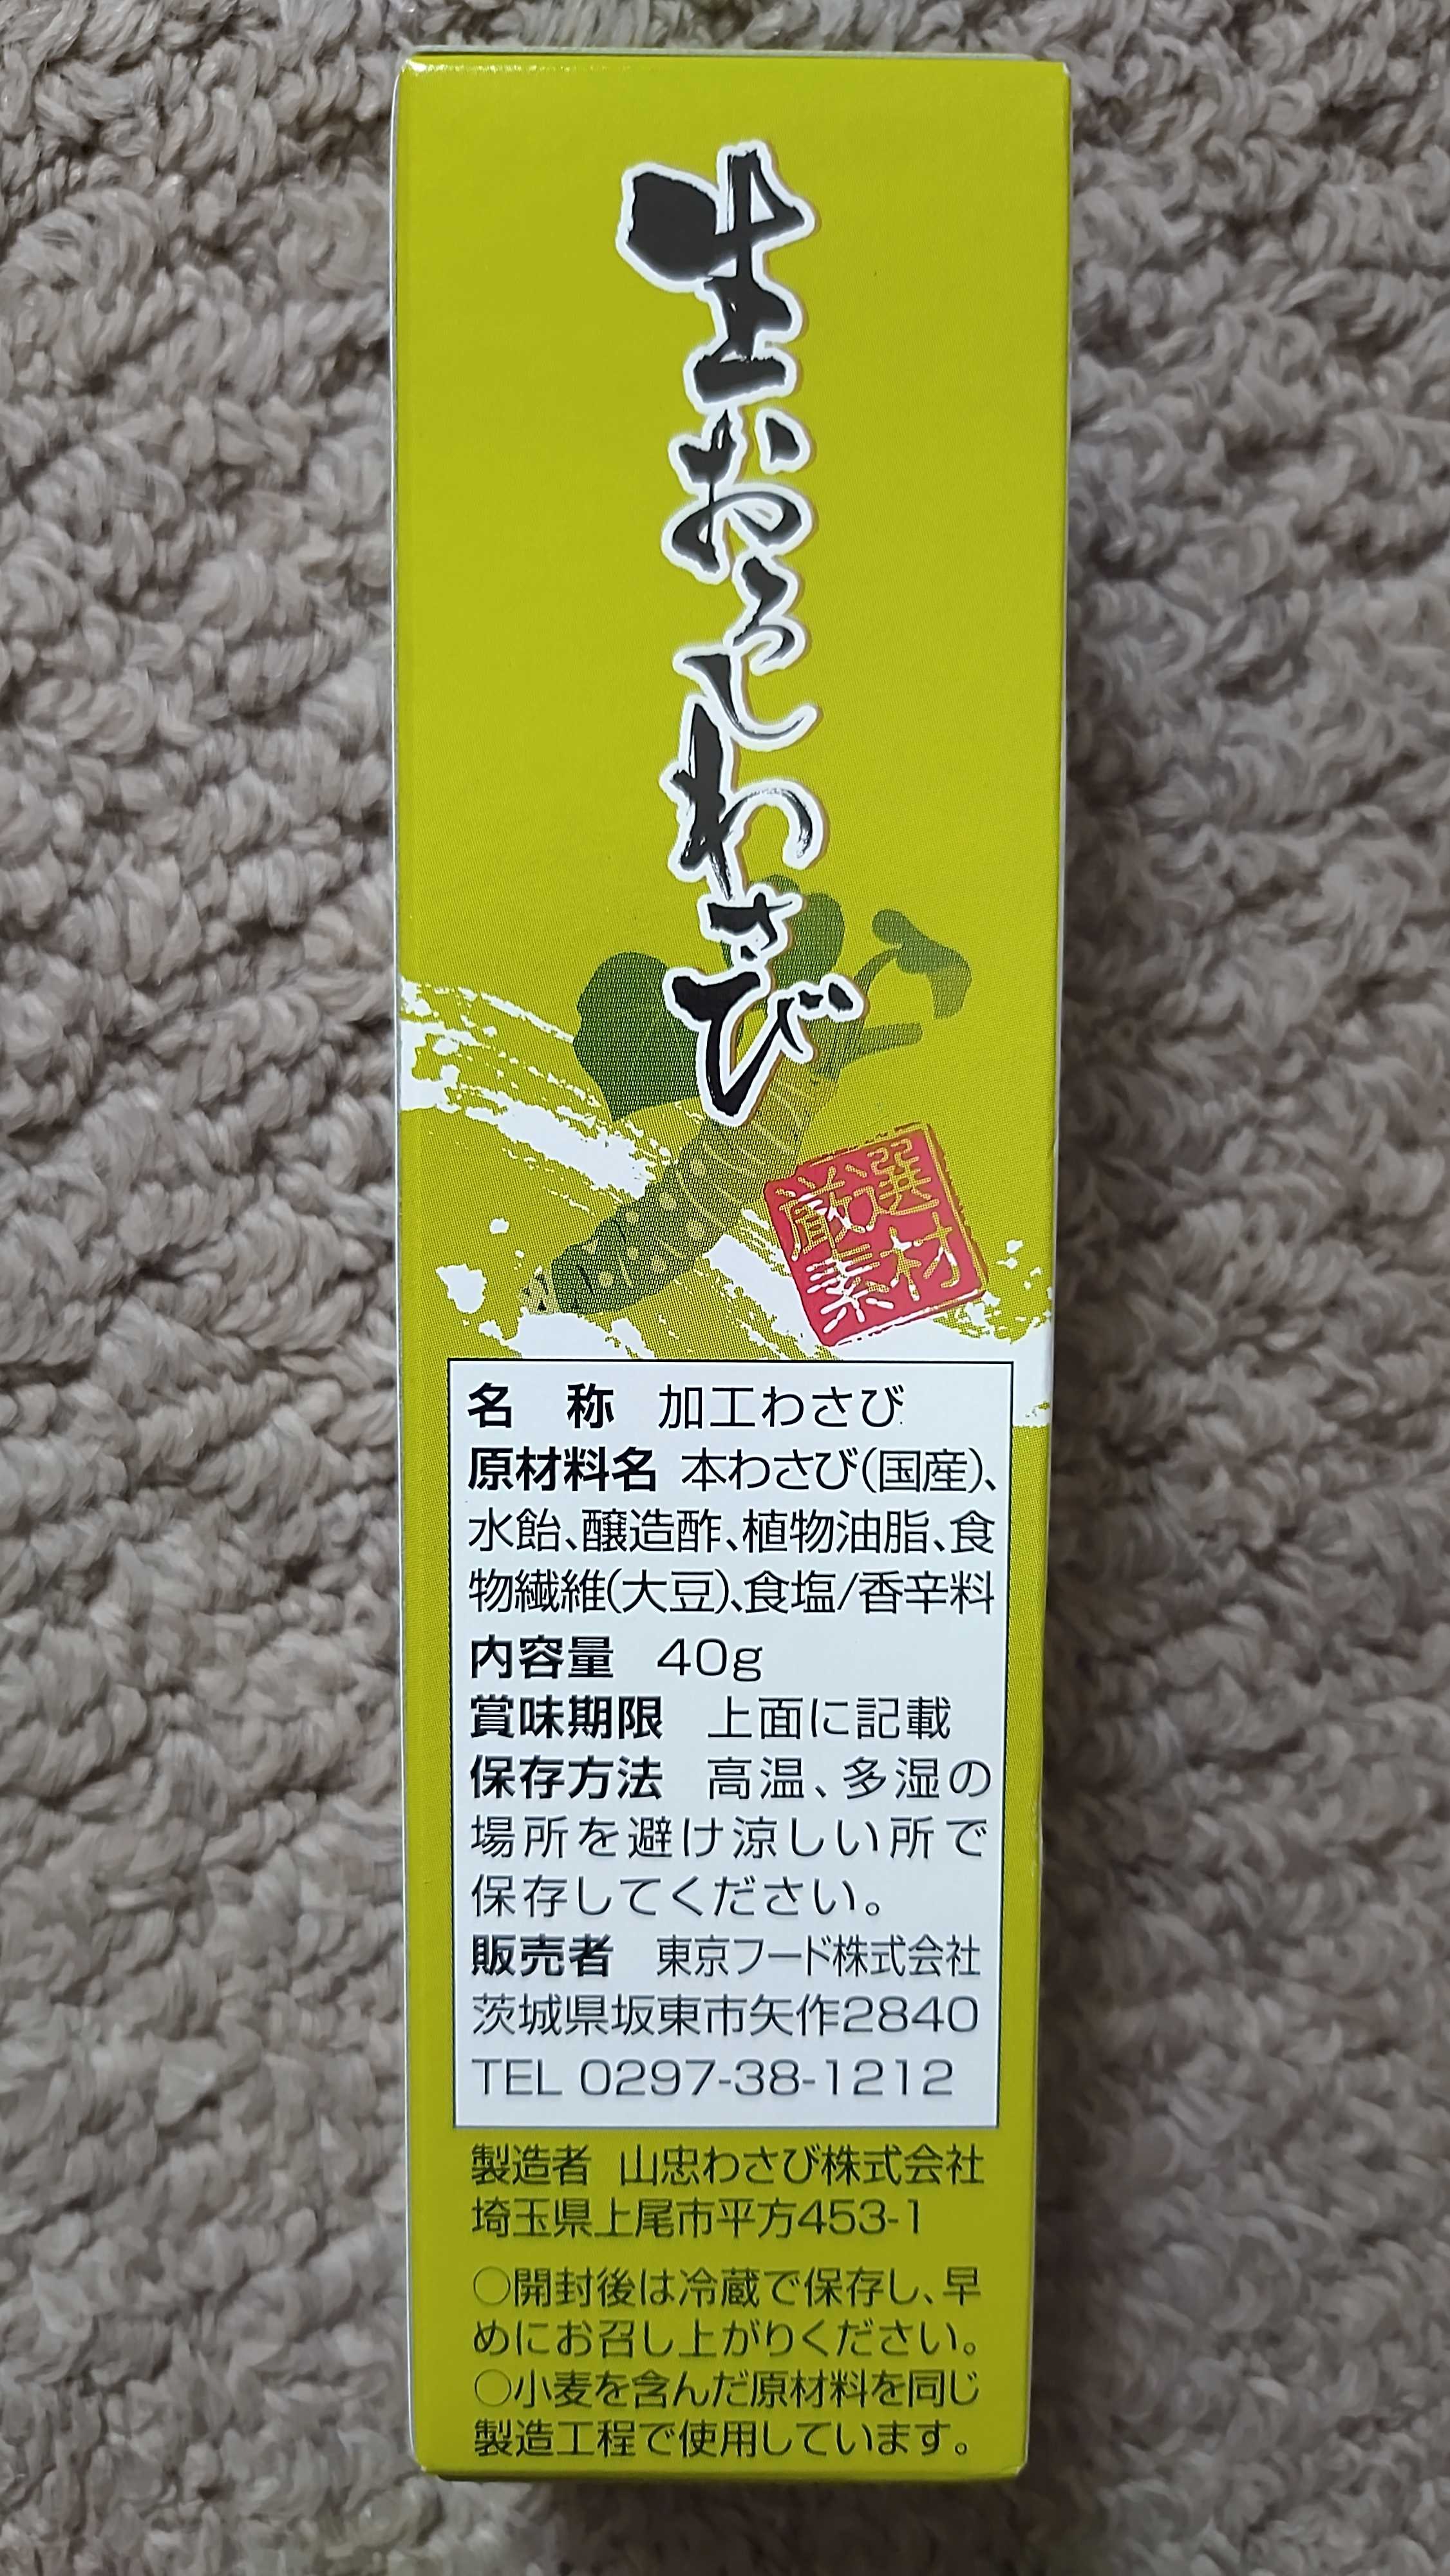 生おろしわさび
厳選
素材
名　称　加工わさび
原材料名 本わさび(国産)、
水飴、醸造酢、植物油脂、食
物繊維(大豆)、食塩/香辛料
内容量　40g
賞味期限　上面に記載
保存方法　高温、多湿の
場所を避け涼しい所で
保存してください。
販売者　東京フード株式会社
茨城県坂東市矢作2840
TEL 0297-38-1212
製造者　山忠わさび株式会社
埼玉県上尾市平方453-1
○開封後は冷蔵で保存し、早
めにお召し上がりください。
○小麦を含んだ原材料を同じ
製造工程で使用しています。